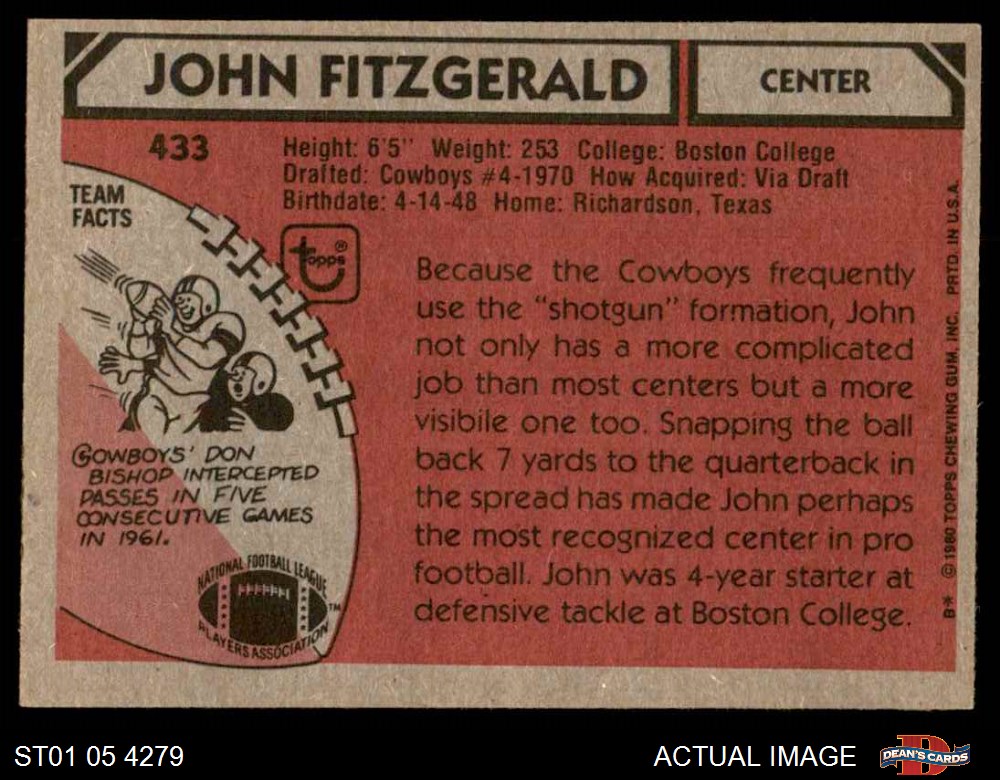 JOHN FITZGERALD
CENTER
433
Height: 6'5" Weight: 253 College: Boston College
Drafted: Cowboys #4-1970 How Acquired: Via Draft
Birthdate: 4-14-48 Home: Richardson, Texas
TEAM
FACTS
topps®
Because the Cowboys frequently
use the "shotgun" formation, John
not only has a more complicated
job than most centers but a more
visibile one too. Snapping the ball
back 7 yards to the quarterback in
the spread has made John perhaps
the most recognized center in pro
football. John was 4-year starter at
defensive tackle at Boston College.
COWBOYS' DON
BISHOP INTERCEPTED
PASSES IN FIVE
CONSECUTIVE GAMES
IN 1961.
NATIONAL FOOTBALL LEAGUE
PLAYERS ASSOCIATION
TM
B* © 1980 TOPPS CHEWING GUM, INC. PRTD. IN U.S.A.
ST01 05 4279
ACTUAL IMAGE
DEAN'S CARDS